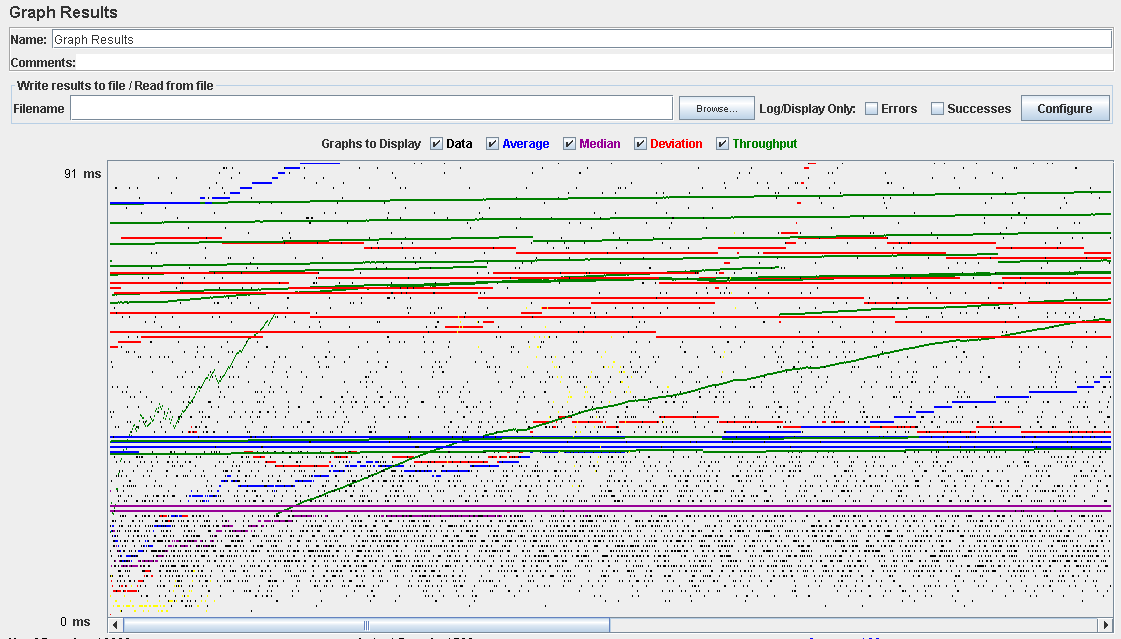 Graph Results
Name: Graph Results
Comments:
Write results to file / Read from file
Filename Browse... Log/Display Only: Errors Successes Configure
Graphs to Display Data Average Median Deviation Throughput
91 ms
0 ms